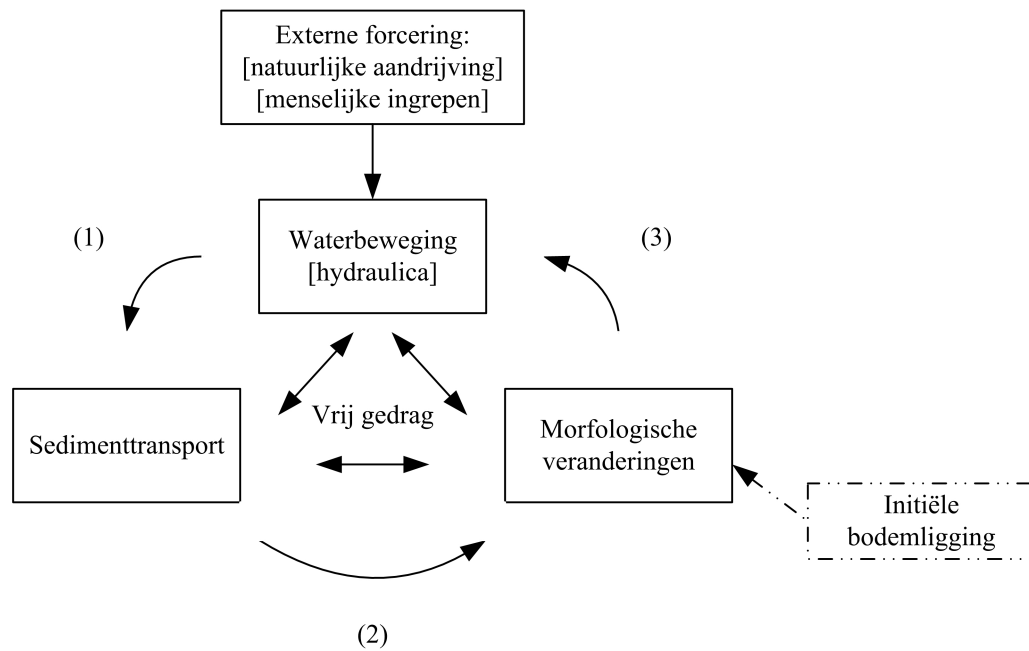 Externe forcering:
[natuurlijke aandrijving]
[menselijke ingrepen]
(1)
Waterbeweging
[hydraulica]
(3)
Sedimenttransport
Vrij gedrag
Morfologische
veranderingen
Initiële
bodemligging
(2)